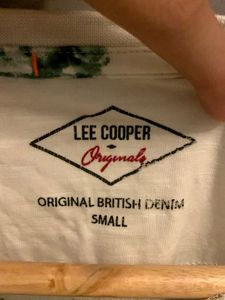 LEE COOPER
Originals
ORIGINAL BRITISH DENIM
SMALL